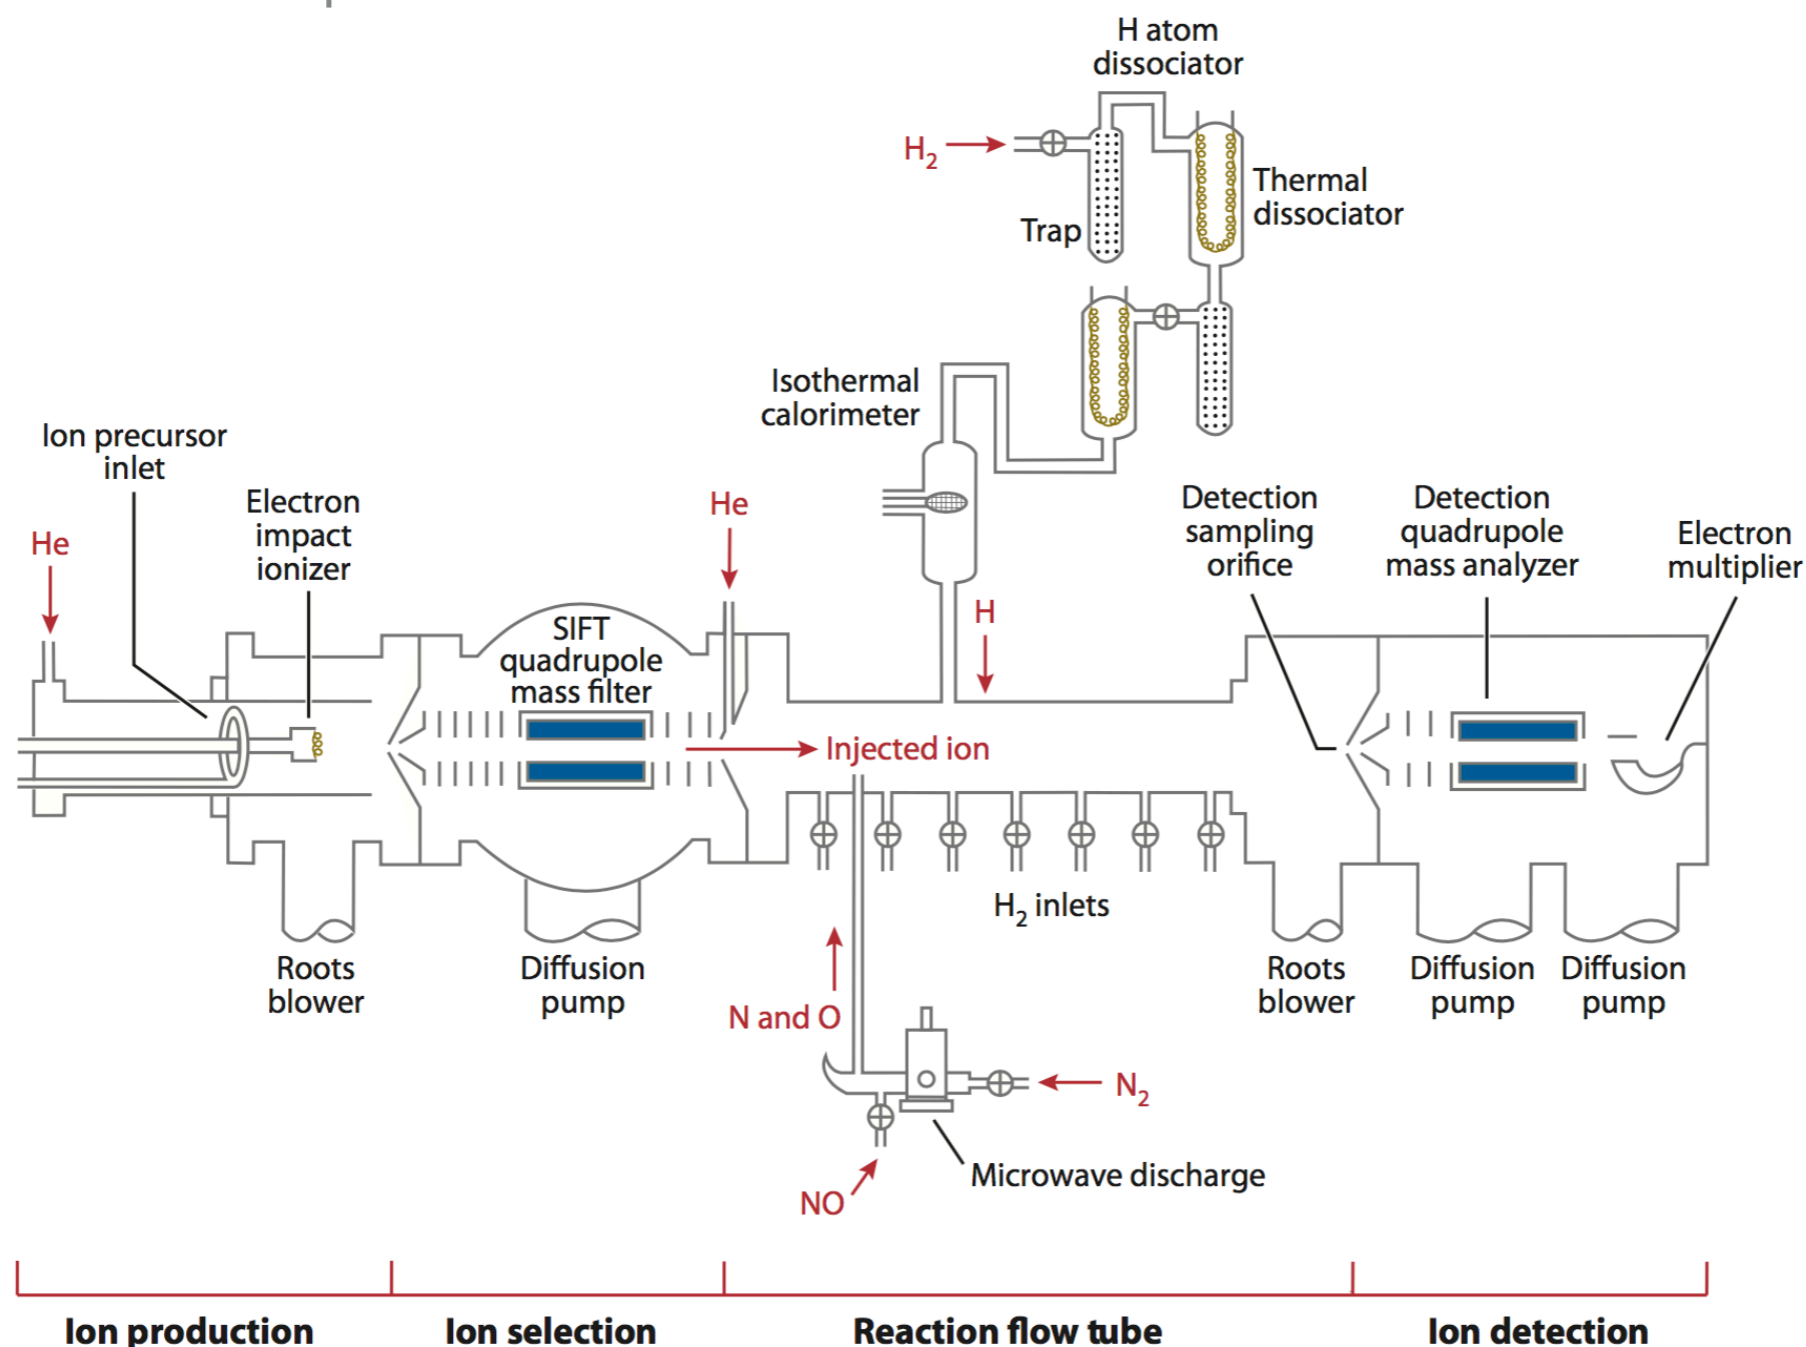 H atom
dissociator
H2
Thermal
dissociator
Trap
Isothermal
calorimeter
Ion precursor
inlet
Electron
impact
ionizer
He
He
Detection
sampling
orifice
Detection
quadrupole
mass analyzer
Electron
multiplier
H
SIFT
quadrupole
mass filter
Injected ion
H2 inlets
Roots
blower
Diffusion
pump
Roots
blower
Diffusion
pump
Diffusion
pump
N and O
N2
NO
Microwave discharge
Ion production
Ion selection
Reaction flow tube
Ion detection